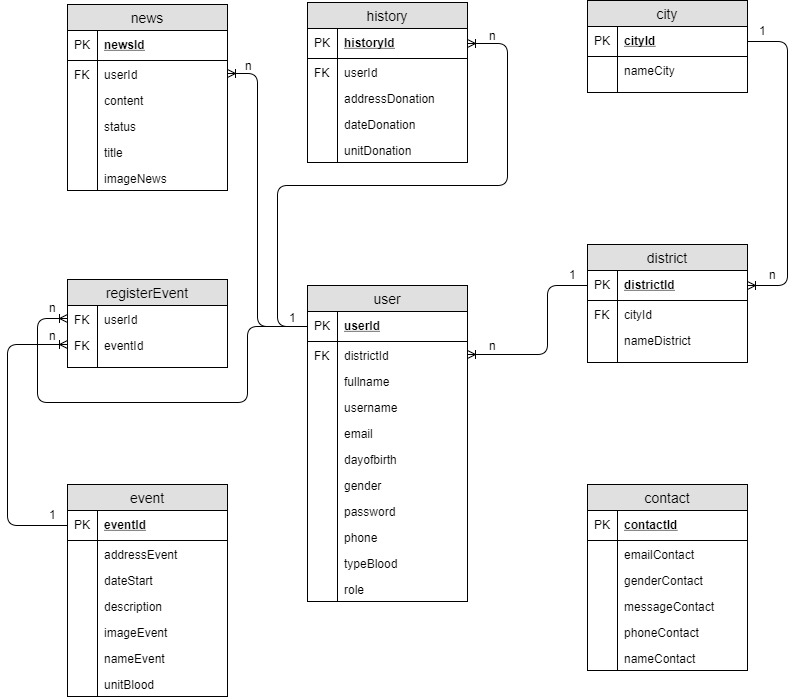 news
PK newsId
FK userId
content
status
title
imageNews
n
history
PK historyId
FK userId
addressDonation
dateDonation
unitDonation
n
city
PK cityId
nameCity
1
registerEvent
FK userId
FK eventId
n
n
user
PK userId
FK districtId
fullname
username
email
dayofbirth
gender
password
phone
typeBlood
role
1
n
district
PK districtId
FK cityId
nameDistrict
1
n
event
PK eventId
addressEvent
dateStart
description
imageEvent
nameEvent
unitBlood
1
contact
PK contactId
emailContact
genderContact
messageContact
phoneContact
nameContact